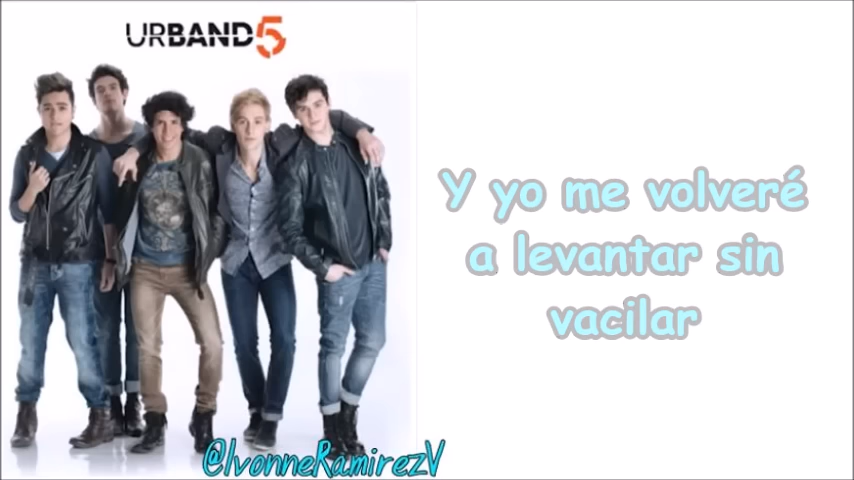 URBAND5
Y yo me volveré
a levantar sin
vacilar
@IvonneRamirezV